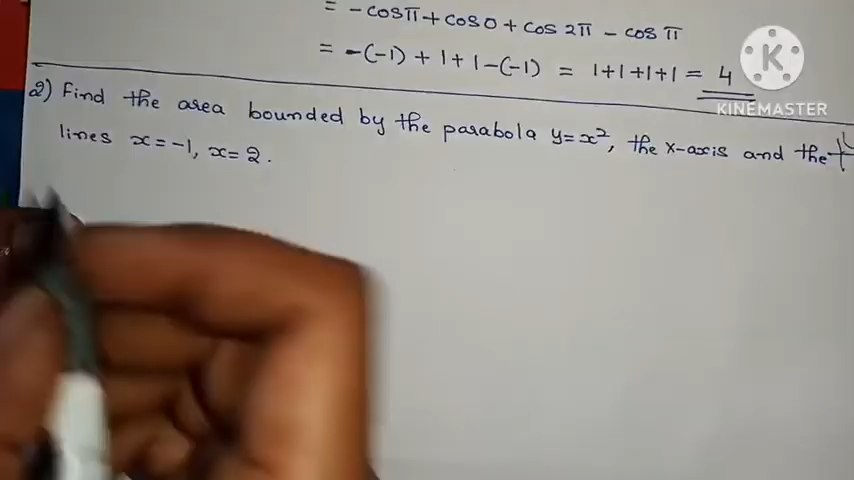 = -cosπ + cos0 + cos 2π - cos π
= -(-1) + 1 + 1 - (-1) = 1+1+1+1 = 4
K
KINEMASTER
2) Find the area bounded by the parabola y=x², the x-axis and the
lines x=-1, x=2.